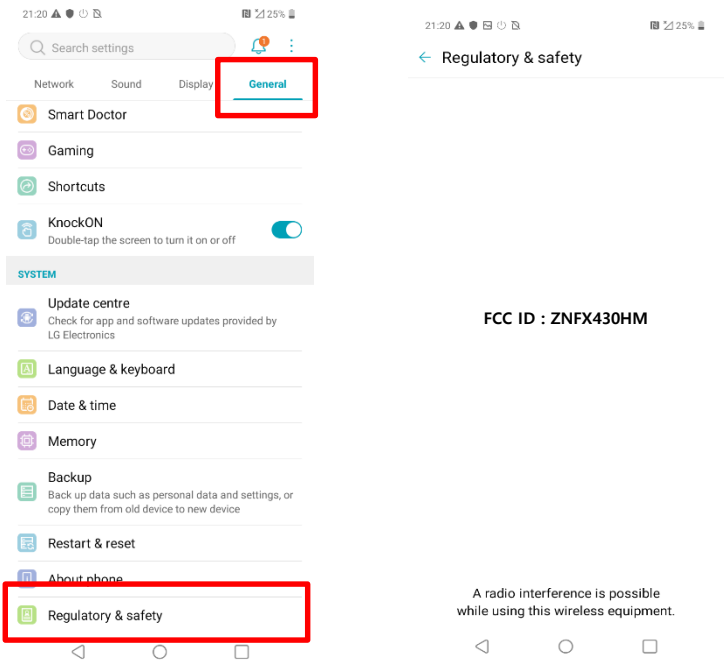 21:20
25%
Search settings
Network Sound Display General
Smart Doctor
Gaming
Shortcuts
KnockON
Double-tap the screen to turn it on or off
SYSTEM
Update centre
Check for app and software updates provided by
LG Electronics
Language & keyboard
Date & time
Memory
Backup
Back up data such as personal data and settings, or
copy them from old device to new device
Restart & reset
About phone
Regulatory & safety
21:20
25%
Regulatory & safety
FCC ID : ZNFX430HM
A radio interference is possible
while using this wireless equipment.